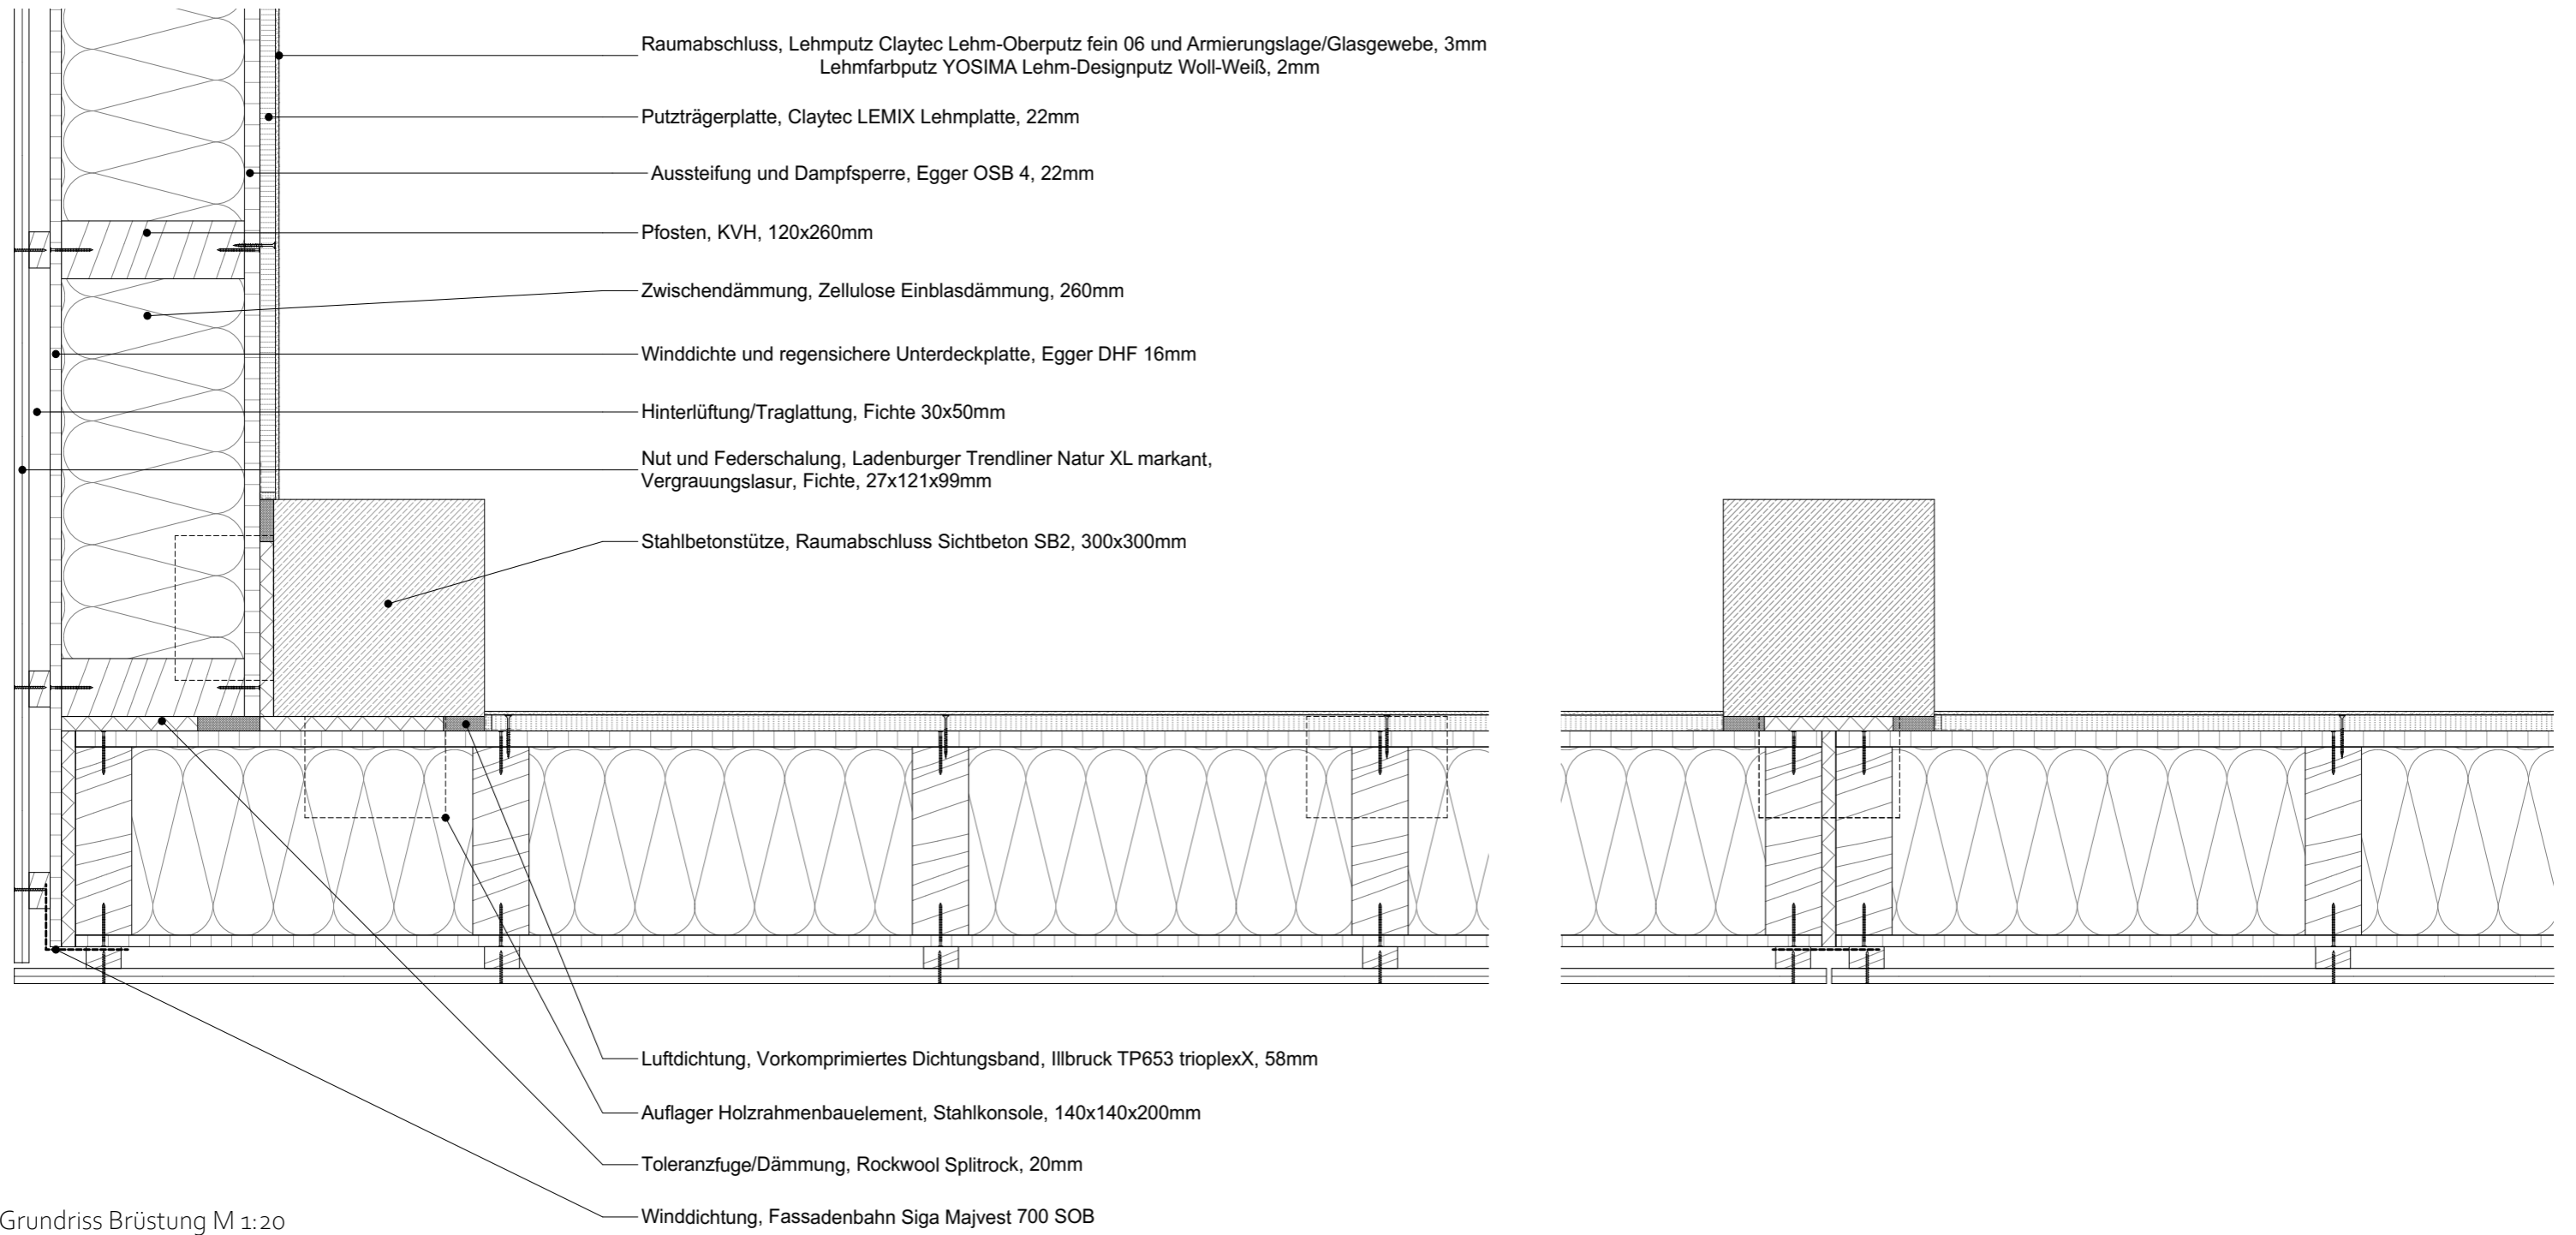 Raumabschluss, Lehmputz Claytec Lehm-Oberputz fein 06 und Armierungslage/Glasgewebe, 3mm
Lehmfarbputz YOSIMA Lehm-Designputz Woll-Weiß, 2mm
Putzträgerplatte, Claytec LEMIX Lehmplatte, 22mm
Aussteifung und Dampfsperre, Egger OSB 4, 22mm
Pfosten, KVH, 120x260mm
Zwischendämmung, Zellulose Einblasdämmung, 260mm
Winddichte und regensichere Unterdeckplatte, Egger DHF 16mm
Hinterlüftung/Traglattung, Fichte 30x50mm
Nut und Federschalung, Ladenburger Trendliner Natur XL markant,
Vergrauungslasur, Fichte, 27x121x99mm
Stahlbetonstütze, Raumabschluss Sichtbeton SB2, 300x300mm
Luftdichtung, Vorkomprimiertes Dichtungsband, Illbruck TP653 trioplexX, 58mm
Auflager Holzrahmenbauelement, Stahlkonsole, 140x140x200mm
Toleranzfuge/Dämmung, Rockwool Splitrock, 20mm
Winddichtung, Fassadenbahn Siga Majvest 700 SOB
Grundriss Brüstung M 1:20